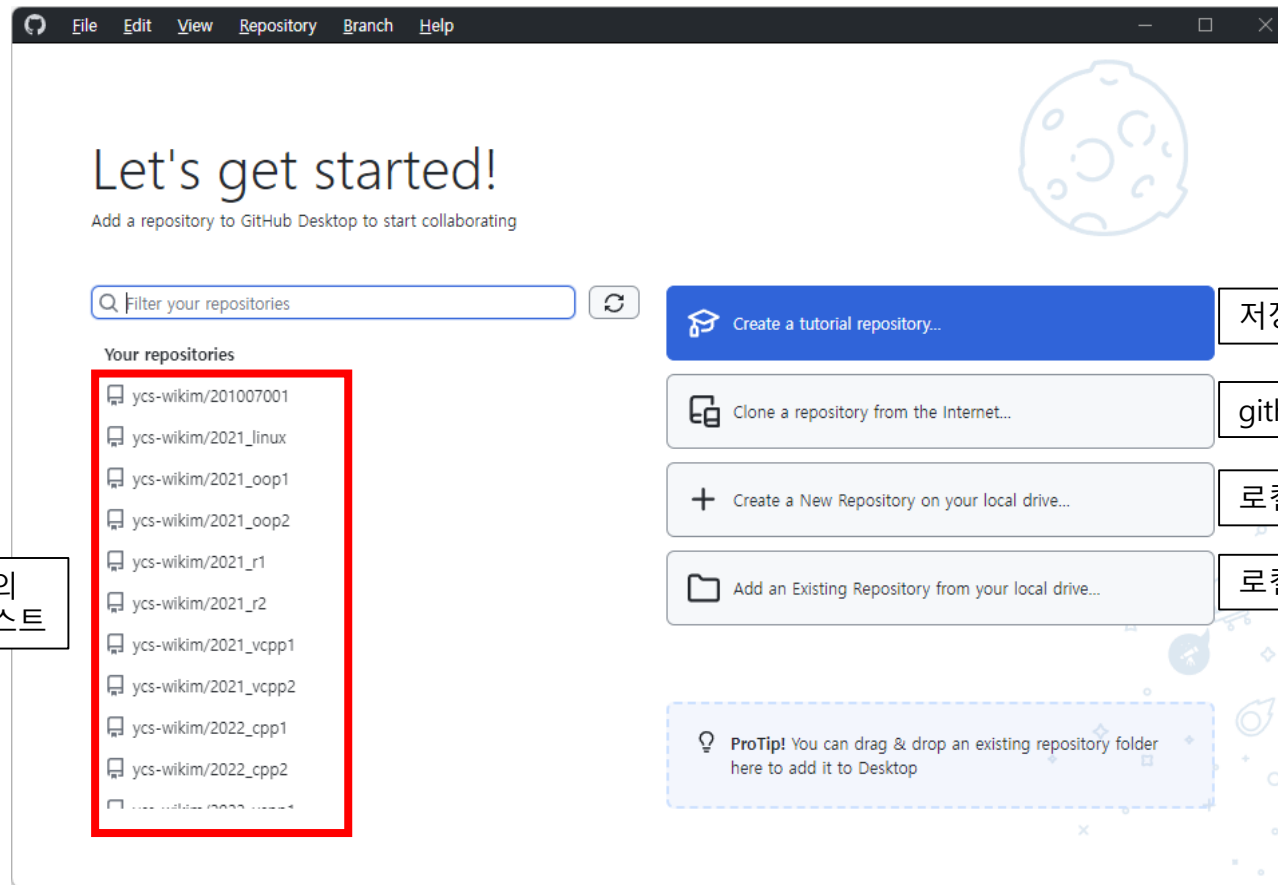 File Edit View Repository Branch Help
Let's get started!
Add a repository to GitHub Desktop to start collaborating
Filter your repositories
Your repositories
ycs-wikim/201007001
ycs-wikim/2021_linux
ycs-wikim/2021_oop1
ycs-wikim/2021_oop2
ycs-wikim/2021_r1
ycs-wikim/2021_r2
ycs-wikim/2021_vcpp1
ycs-wikim/2021_vcpp2
ycs-wikim/2022_cpp1
ycs-wikim/2022_cpp2
의
스트
Create a tutorial repository...
Clone a repository from the Internet...
Create a New Repository on your local drive...
Add an Existing Repository from your local drive...
ProTip! You can drag & drop an existing repository folder
here to add it to Desktop